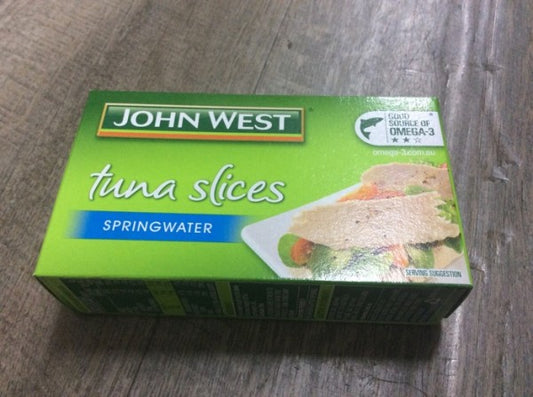 JOHN WEST
GOOD
SOURCE OF
OMEGA-3
omega-3.com.au
tuna slices
SPRINGWATER
SERVING SUGGESTION